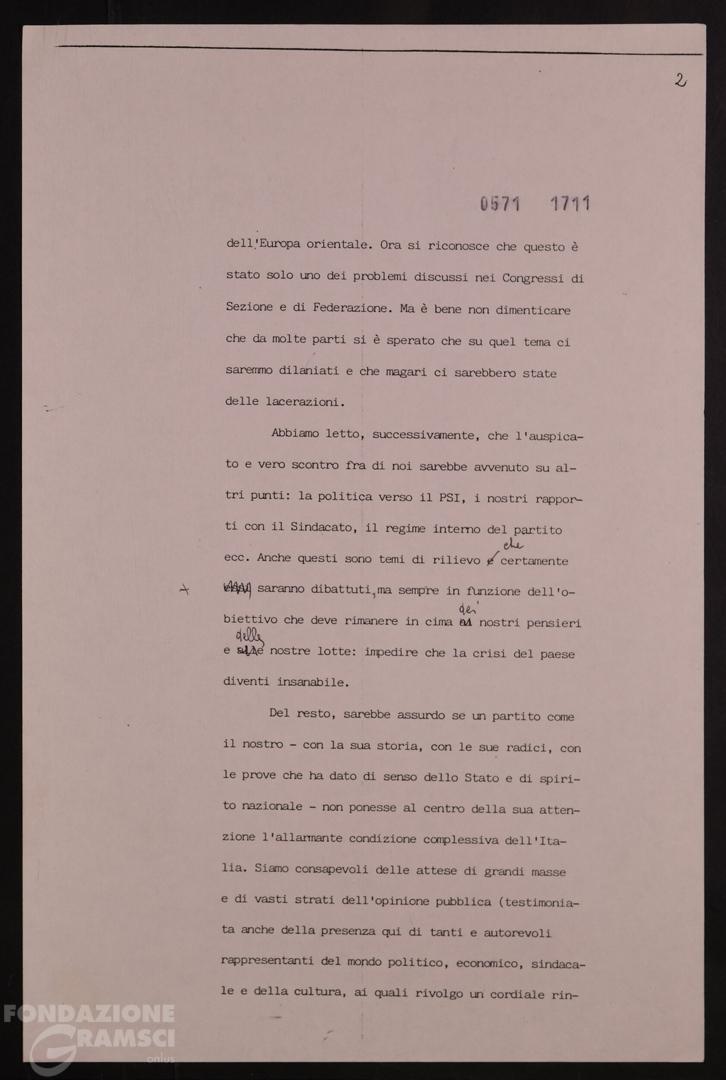 2
0571 1711
dell'Europa orientale. Ora si riconosce che questo è
stato solo uno dei problemi discussi nei Congressi di
Sezione e di Federazione. Ma è bene non dimenticare
che da molte parti si è sperato che su quel tema ci
saremmo dilaniati e che magari ci sarebbero state
delle lacerazioni.
Abbiamo letto, successivamente, che l'auspica-
to e vero scontro fra di noi sarebbe avvenuto su al-
tri punti: la politica verso il PSI, i nostri rappor-
ti con il Sindacato, il regime interno del partito
che
ecc. Anche questi sono temi di rilievo e certamente
saranno dibattuti, ma sempre in funzione dell'o-
dei
biettivo che deve rimanere in cima ai nostri pensieri
delle
e alle nostre lotte: impedire che la crisi del paese
diventi insanabile.
Del resto, sarebbe assurdo se un partito come
il nostro - con la sua storia, con le sue radici, con
le prove che ha dato di senso dello Stato e di spiri-
to nazionale - non ponesse al centro della sua atten-
zione l'allarmante condizione complessiva dell'Ita-
lia. Siamo consapevoli delle attese di grandi masse
e di vasti strati dell'opinione pubblica (testimonia-
ta anche della presenza qui di tanti e autorevoli
rappresentanti del mondo politico, economico, sindaca-
le e della cultura, ai quali rivolgo un cordiale rin-
FONDAZIONE
GRAMSCI
onlus